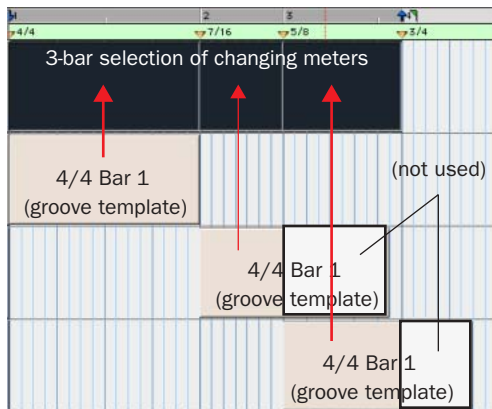 2 3
4/4 7/16 5/8 3/4
3-bar selection of changing meters
4/4 Bar 1
(groove template)
(not used)
4/4 Bar 1
(groove template)
4/4 Bar 1
(groove template)